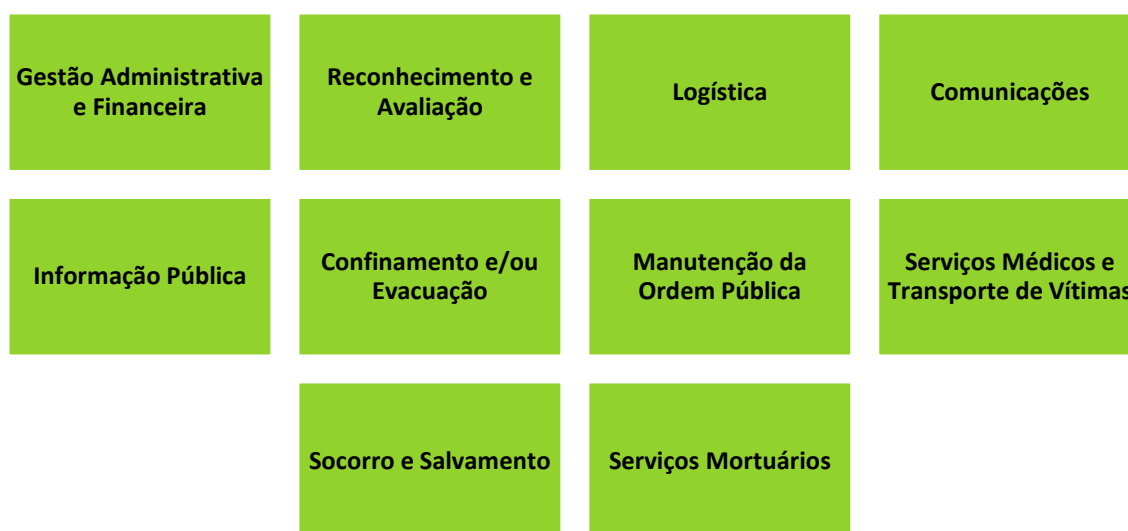 Gestão Administrativa
e Financeira
Reconhecimento e
Avaliação
Logística
Comunicações
Informação Pública
Confinamento e/ou
Evacuação
Manutenção da
Ordem Pública
Serviços Médicos e
Transporte de Vítimas
Socorro e Salvamento
Serviços Mortuários